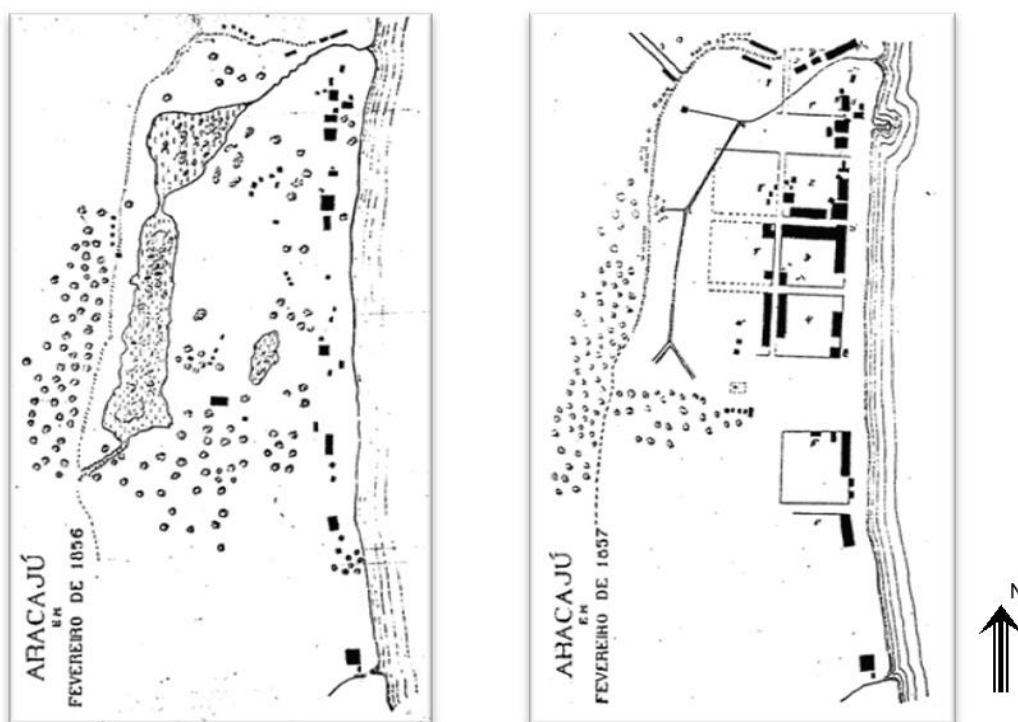 ARACAJÚ
EM
FEVEREIRO DE 1856
ARACAJÚ
EM
FEVEREIRO DE 1857
N